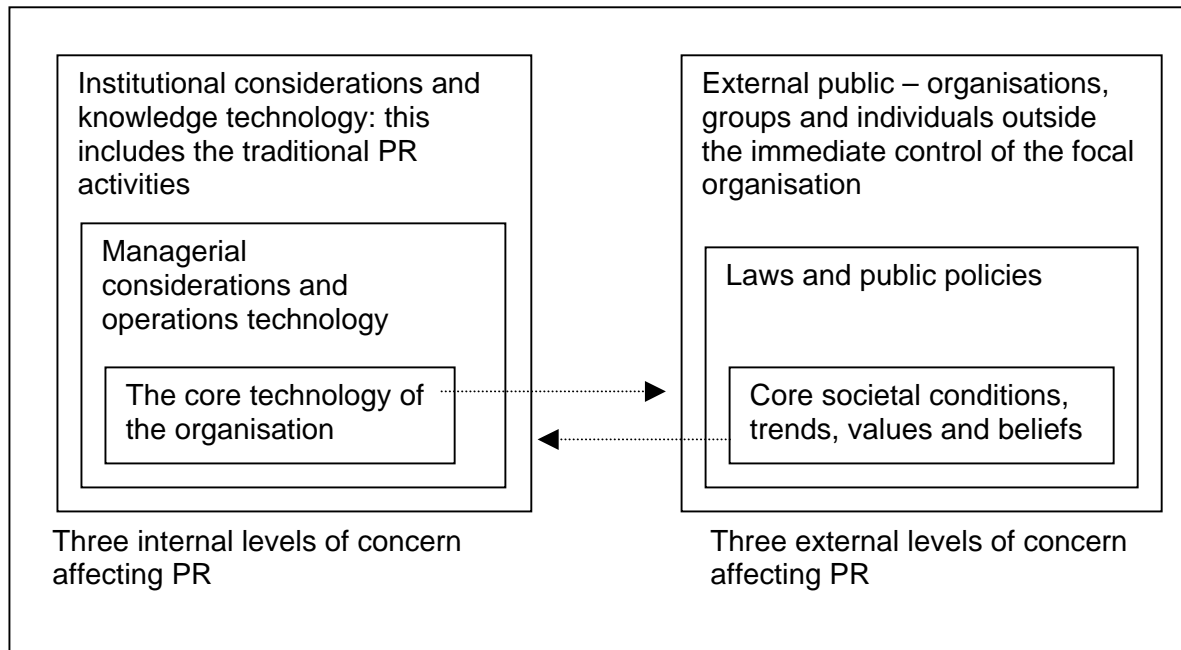 Institutional considerations and
knowledge technology: this
includes the traditional PR
activities
Managerial
considerations and
operations technology
The core technology of
the organisation
Three internal levels of concern
affecting PR
External public – organisations,
groups and individuals outside
the immediate control of the focal
organisation
Laws and public policies
Core societal conditions,
trends, values and beliefs
Three external levels of concern
affecting PR